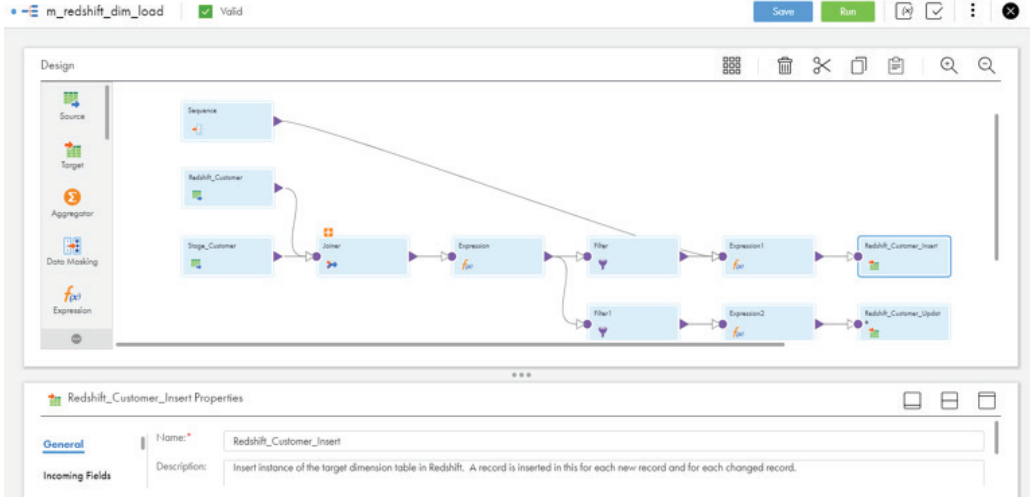 m_redshift_dim_load
Valid
Save
Run
Design
Source
Target
Aggregator
Data Masking
Expression
Sequence
Redshift_Customer
Stage_Customer
Joiner
Expression
Filter
Expression1
Redshift_Customer_Insert
Filter1
Expression2
Redshift_Customer_Updat
e
Redshift_Customer_Insert Properties
General
Incoming Fields
Name:*
Redshift_Customer_Insert
Description:
Insert instance of the target dimension table in Redshift. A record is inserted in this for each new record and for each changed record.